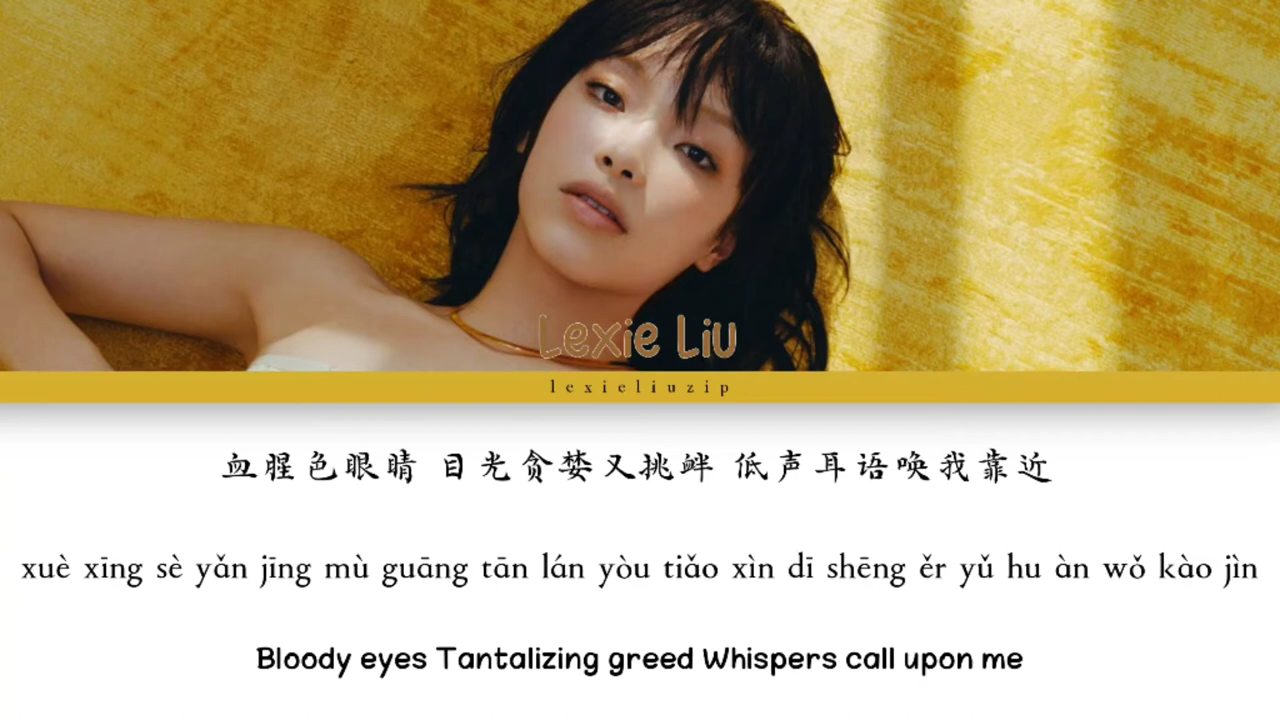 Lexie Liu
lexieliuzip
血腥色眼睛 目光贪婪又挑衅 低声耳语唤我靠近
xuè xīng sè yǎn jīng mù guāng tān lán yòu tiǎo xìn dī shēng ěr yǔ hu àn wǒ kào jìn
Bloody eyes Tantalizing greed Whispers call upon me